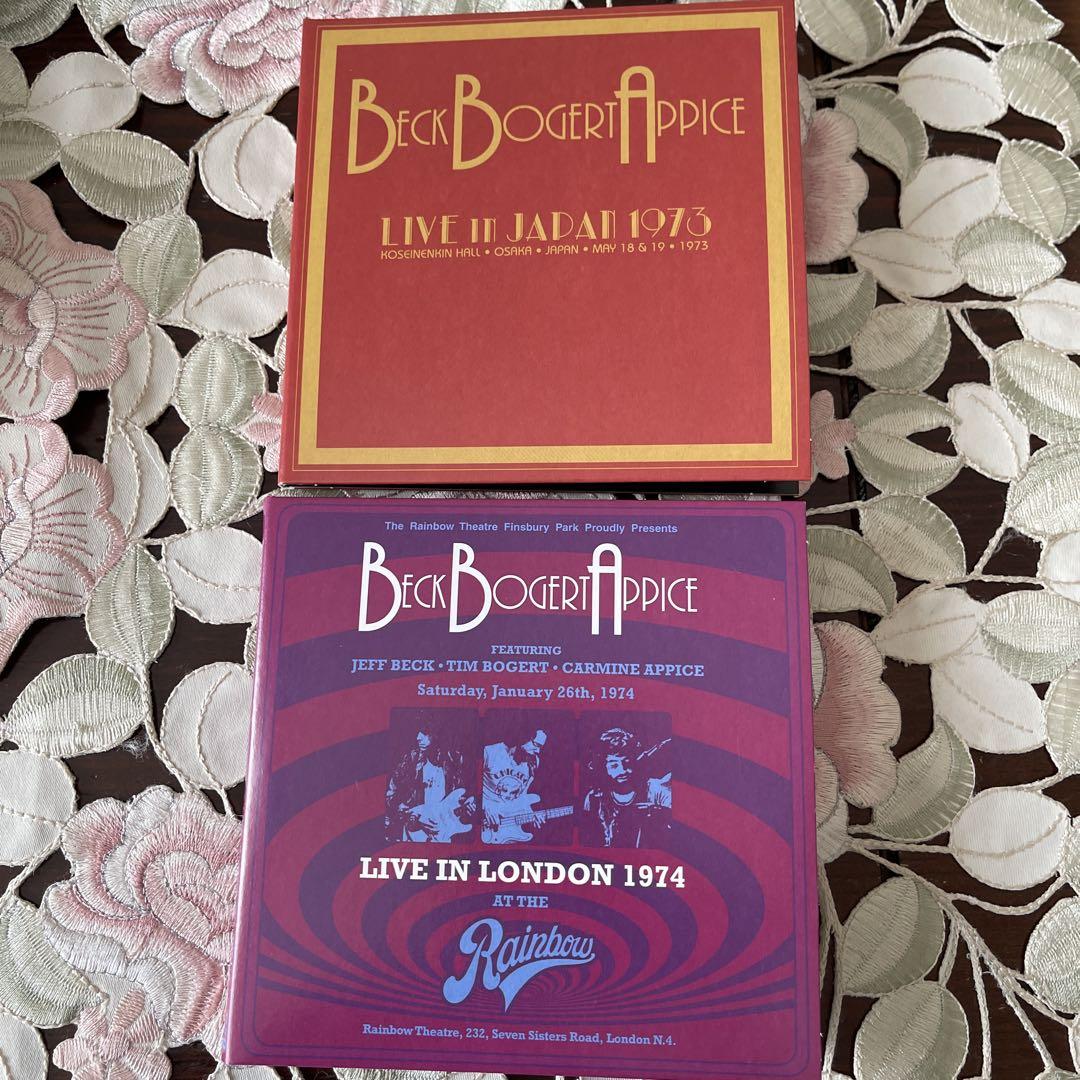 BECK BOGERT APPICE
LIVE in JAPAN 1973
KOSEINENKIN HALL • OSAKA • JAPAN • MAY 18 & 19 • 1973
The Rainbow Theatre Finsbury Park Proudly Presents
BECK BOGERT APPICE
FEATURING
JEFF BECK • TIM BOGERT • CARMINE APPICE
Saturday, January 26th, 1974
LIVE IN LONDON 1974
AT THE
Rainbow
Rainbow Theatre, 232, Seven Sisters Road, London N.4.